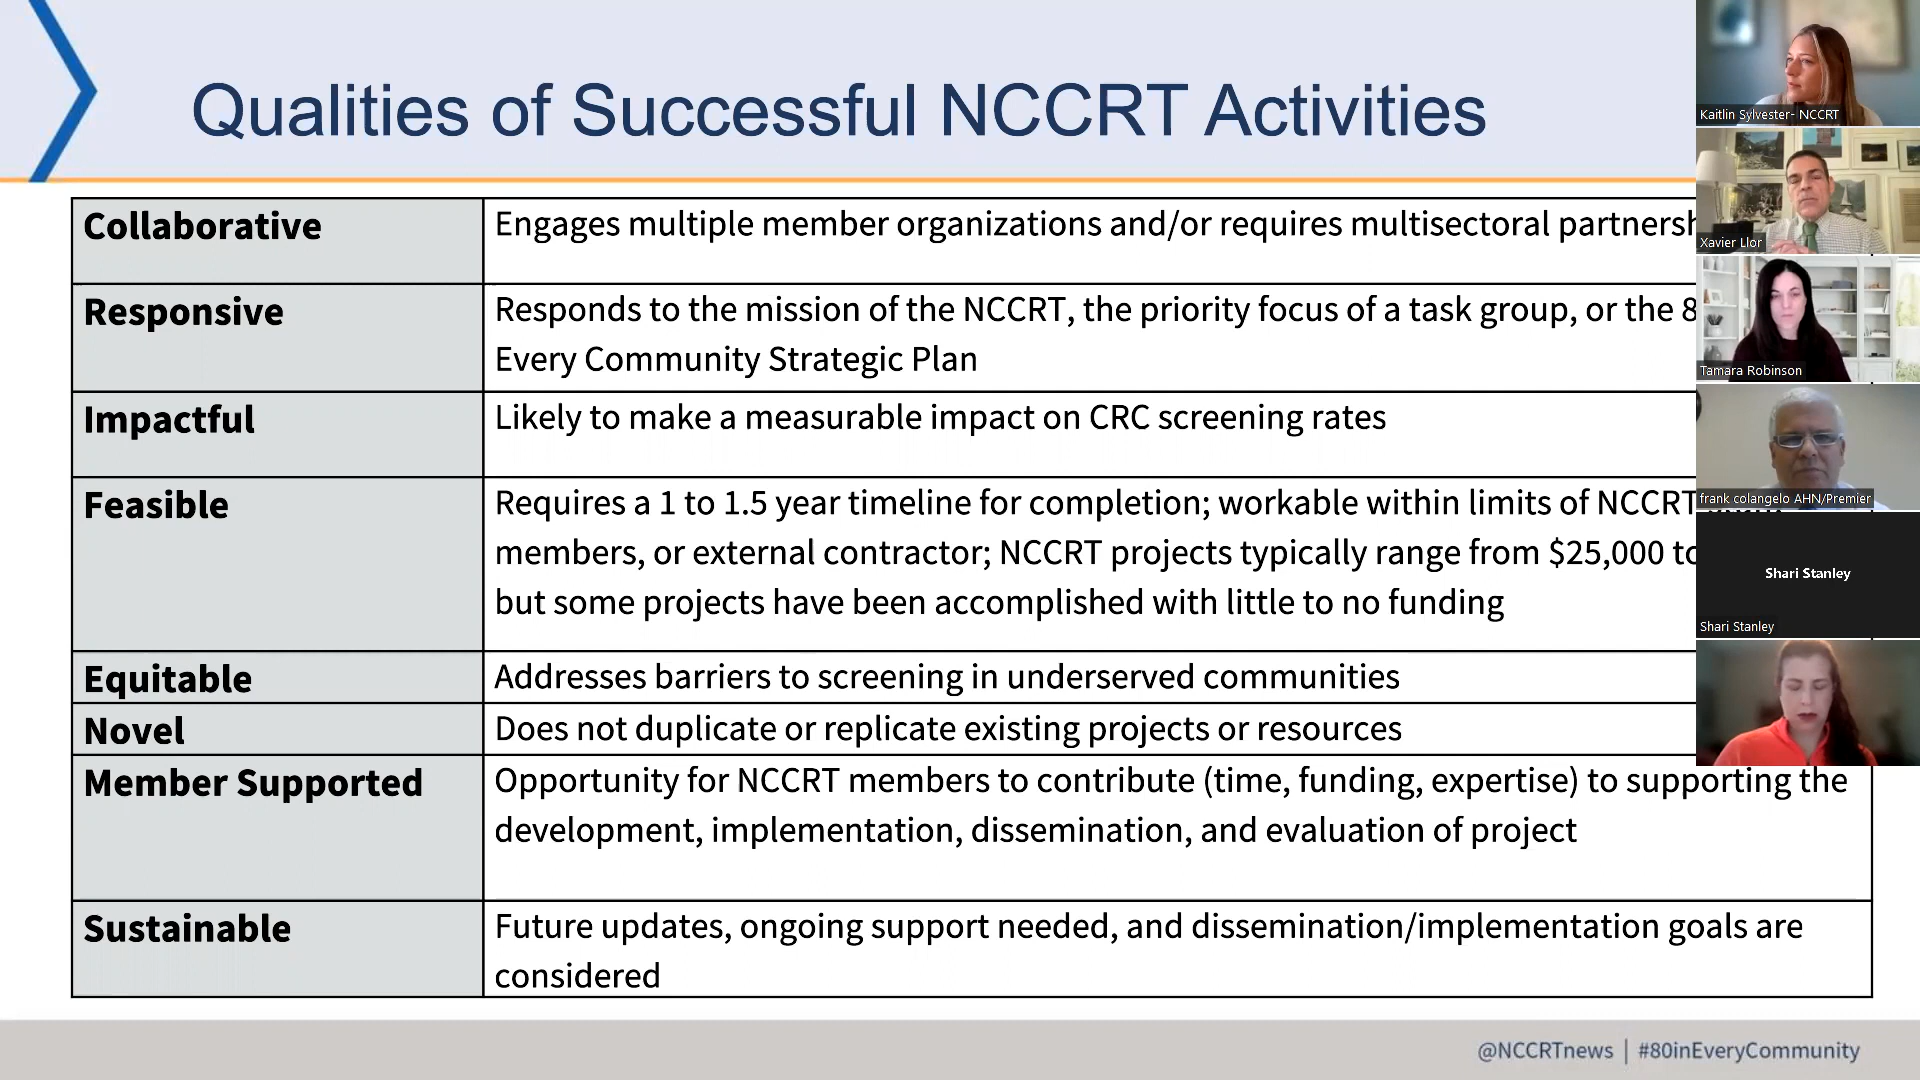 Qualities of Successful NCCRT Activities
Collaborative
Engages multiple member organizations and/or requires multisectoral partnersh
Responsive
Responds to the mission of the NCCRT, the priority focus of a task group, or the 8
Every Community Strategic Plan
Impactful
Likely to make a measurable impact on CRC screening rates
Feasible
Requires a 1 to 1.5 year timeline for completion; workable within limits of NCCRT
members, or external contractor; NCCRT projects typically range from $25,000 to
but some projects have been accomplished with little to no funding
Equitable
Addresses barriers to screening in underserved communities
Novel
Does not duplicate or replicate existing projects or resources
Member Supported
Opportunity for NCCRT members to contribute (time, funding, expertise) to supporting the
development, implementation, dissemination, and evaluation of project
Sustainable
Future updates, ongoing support needed, and dissemination/implementation goals are
considered
@NCCRTnews | #80inEveryCommunity
Kaitlin Sylvester- NCCRT
Xavier Llor
Tamara Robinson
frank colangelo AHN/Premier
Shari Stanley
Shari Stanley